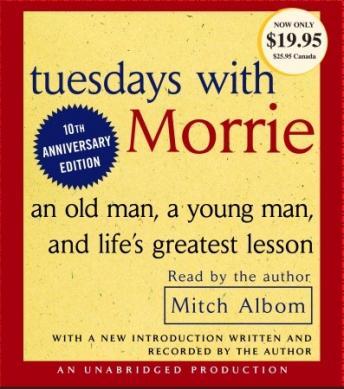 NOW ONLY
$19.95
$25.95 Canada
tuesdays with
Morrie
10TH
ANNIVERSARY
EDITION
an old man, a young man,
and life's greatest lesson
Read by the author
Mitch Albom
WITH A NEW INTRODUCTION WRITTEN AND
RECORDED BY THE AUTHOR
AN UNABRIDGED PRODUCTION